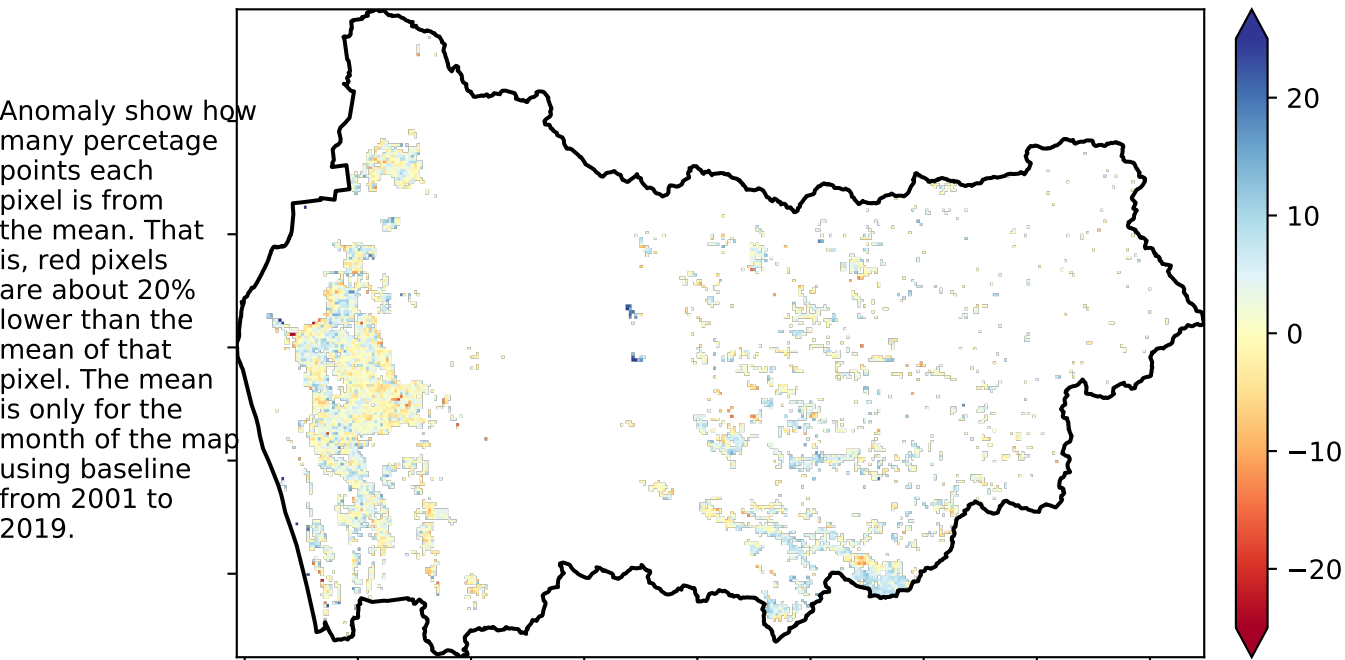 Anomaly show how
many percetage
points each
pixel is from
the mean. That
is, red pixels
are about 20%
lower than the
mean of that
pixel. The mean
is only for the
month of the map
using baseline
from 2001 to
2019.
20
10
0
−10
−20